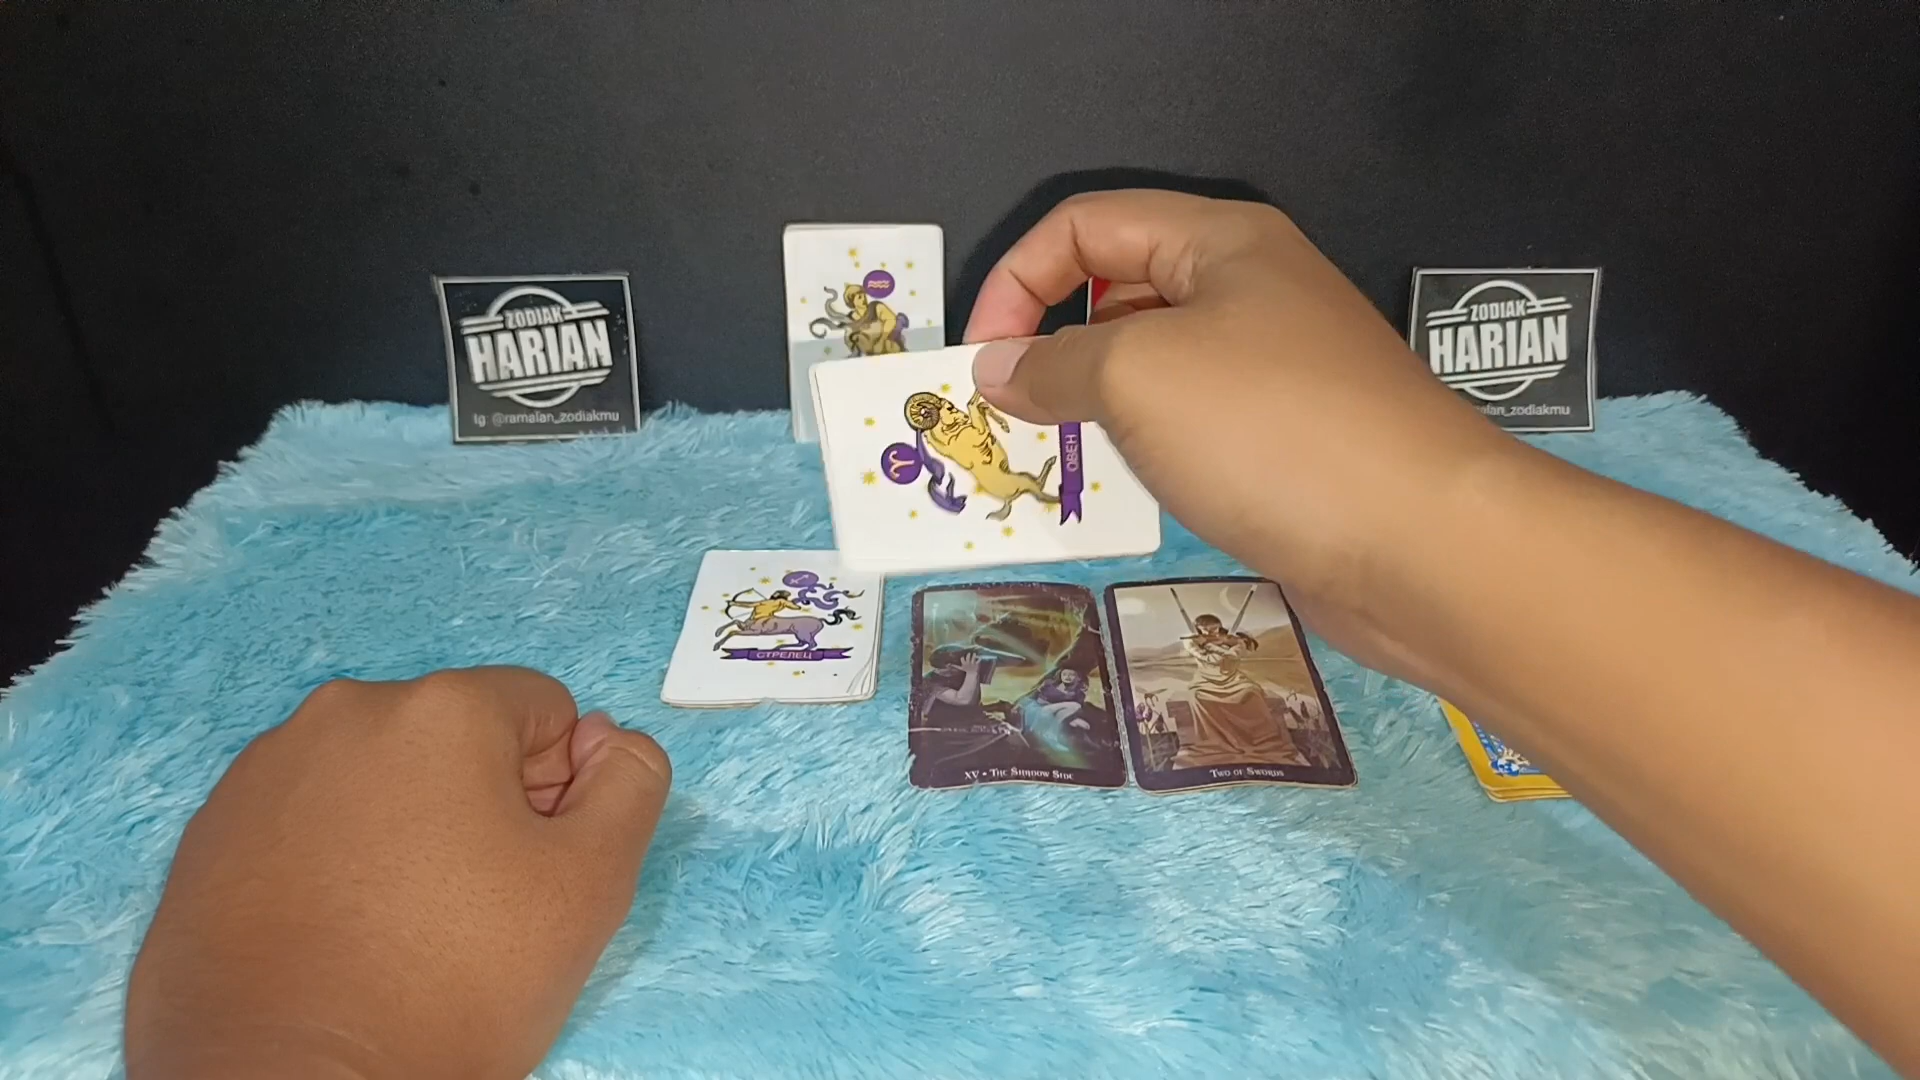 ZODIAK
HARIAN
Ig: @ramalan_zodiakmu
ZODIAK
HARIAN
ОВЕН
СТРЕЛЕЦ
XV • The Shadow Side
Two of Swords